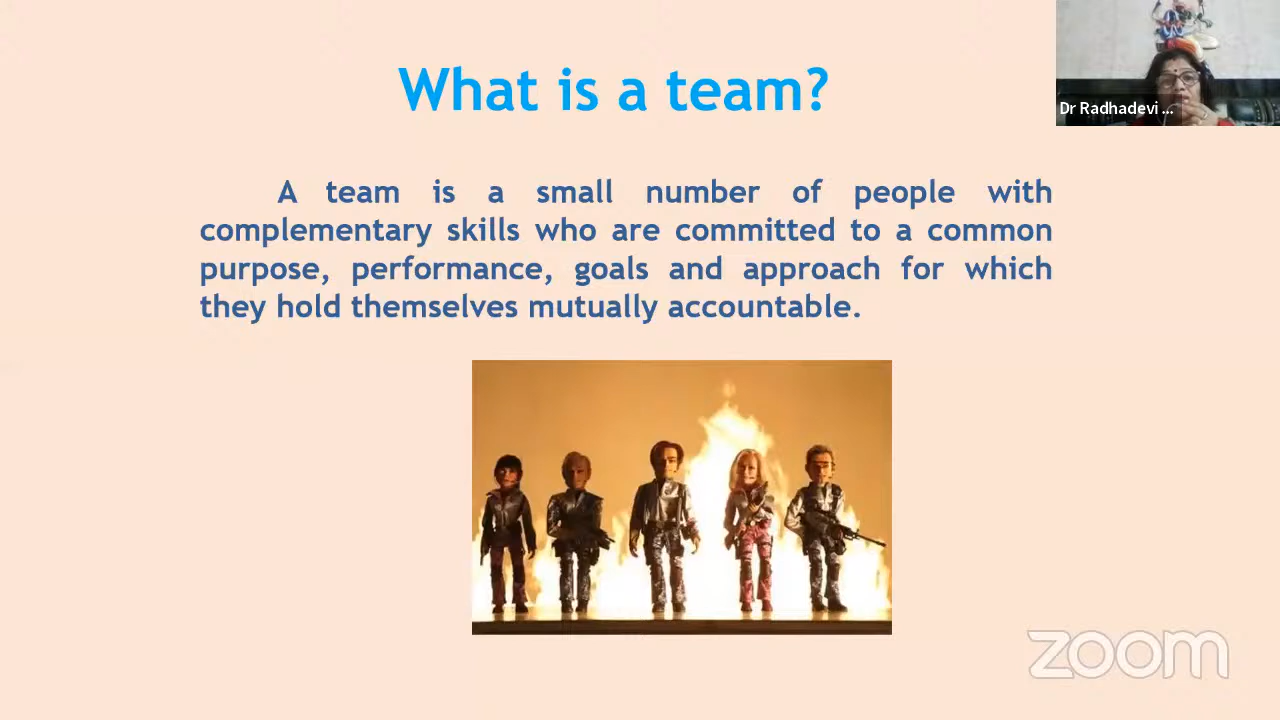 What is a team?
Dr Radhadevi ...
A team is a small number of people with
complementary skills who are committed to a common
purpose, performance, goals and approach for which
they hold themselves mutually accountable.
zoom